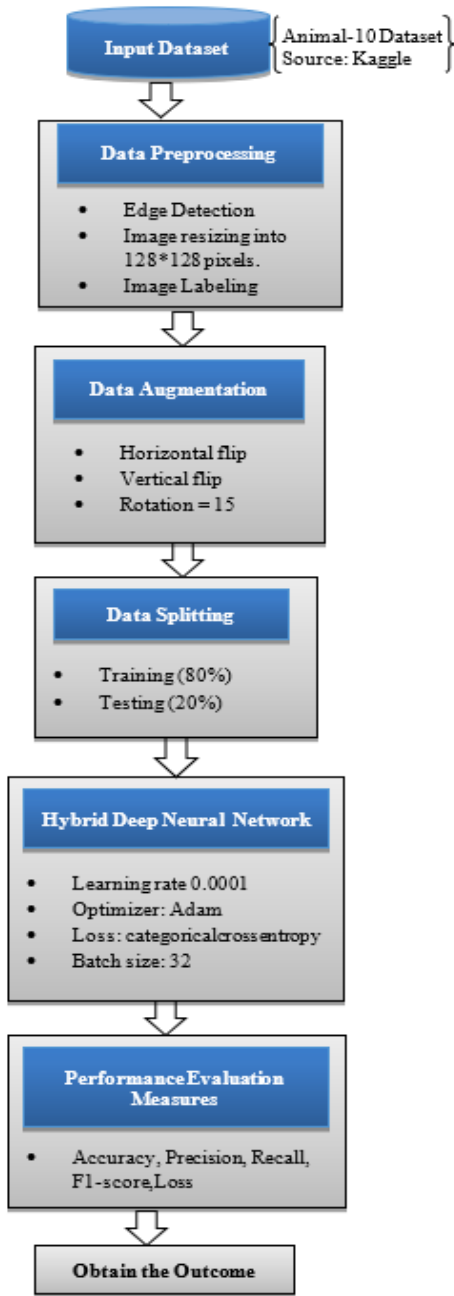 Input Dataset
Animal-10 Dataset
Source: Kaggle
Data Preprocessing
• Edge Detection
• Image resizing into
128*128 pixels.
• Image Labeling
Data Augmentation
• Horizontal flip
• Vertical flip
• Rotation = 15
Data Splitting
• Training (80%)
• Testing (20%)
Hybrid Deep Neural Network
• Learning rate 0.0001
• Optimizer: Adam
• Loss: categoricalcrossentropy
• Batch size: 32
Performance Evaluation
Measures
• Accuracy, Precision, Recall,
F1-score,Loss
Obtain the Outcome